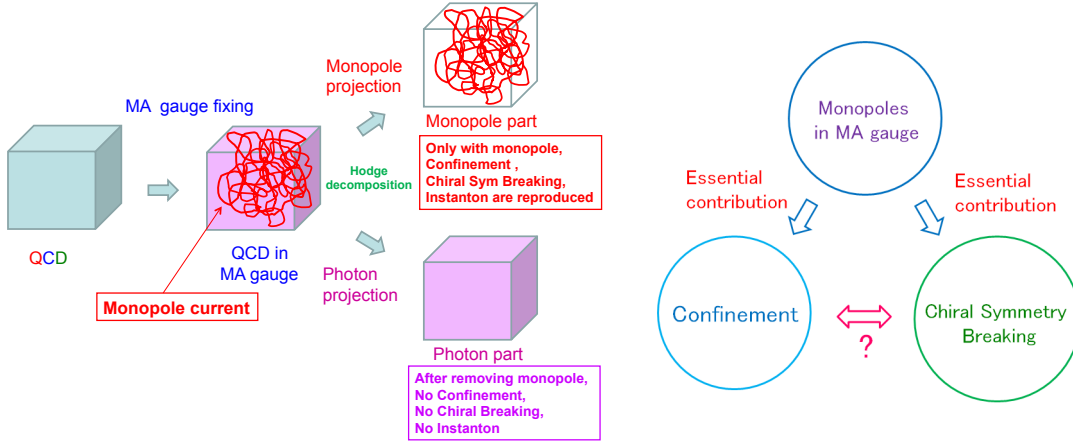 MA gauge fixing
QCD
QCD in
MA gauge
Monopole current
Monopole
projection
Hodge
decomposition
Photon
projection
Monopole part
Only with monopole,
Confinement ,
Chiral Sym Breaking,
Instanton are reproduced
Photon part
After removing monopole,
No Confinement,
No Chiral Breaking,
No Instanton
Monopoles
in MA gauge
Essential
contribution
Essential
contribution
Confinement
?
Chiral Symmetry
Breaking